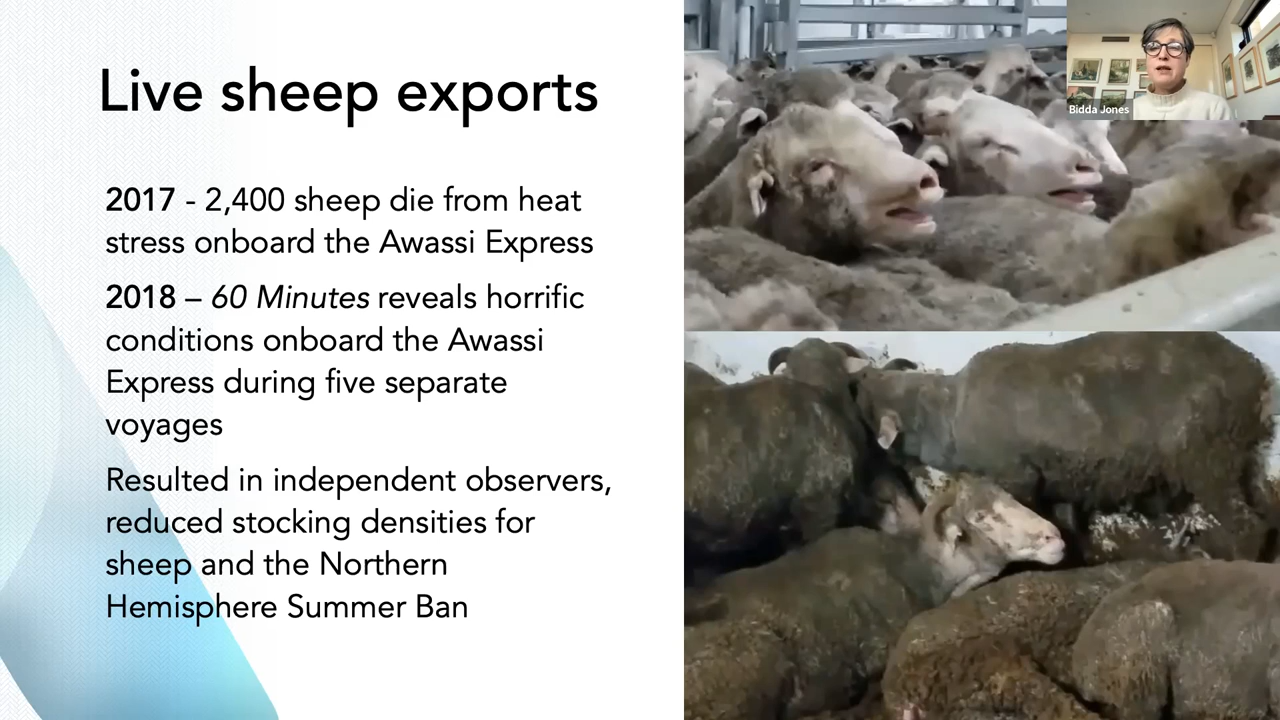 Live sheep exports
2017 - 2,400 sheep die from heat
stress onboard the Awassi Express
2018 – 60 Minutes reveals horrific
conditions onboard the Awassi
Express during five separate
voyages
Resulted in independent observers,
reduced stocking densities for
sheep and the Northern
Hemisphere Summer Ban
Bidda Jones